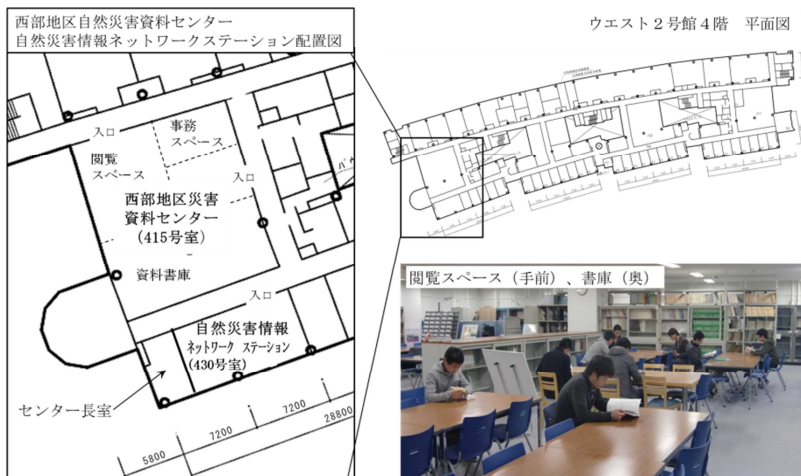 西部地区自然災害資料センター
自然災害情報ネットワークステーション配置図
ウエスト2号館4階　平面図
入口
事務
スペース
閲覧
スペース
入口
西部地区災害
資料センター
(415号室)
資料書庫
入口
自然災害情報
ネットワーク ステーション
(430号室)
センター長室
5800
7200
7200
28800
閲覧スペース（手前）、書庫（奥）